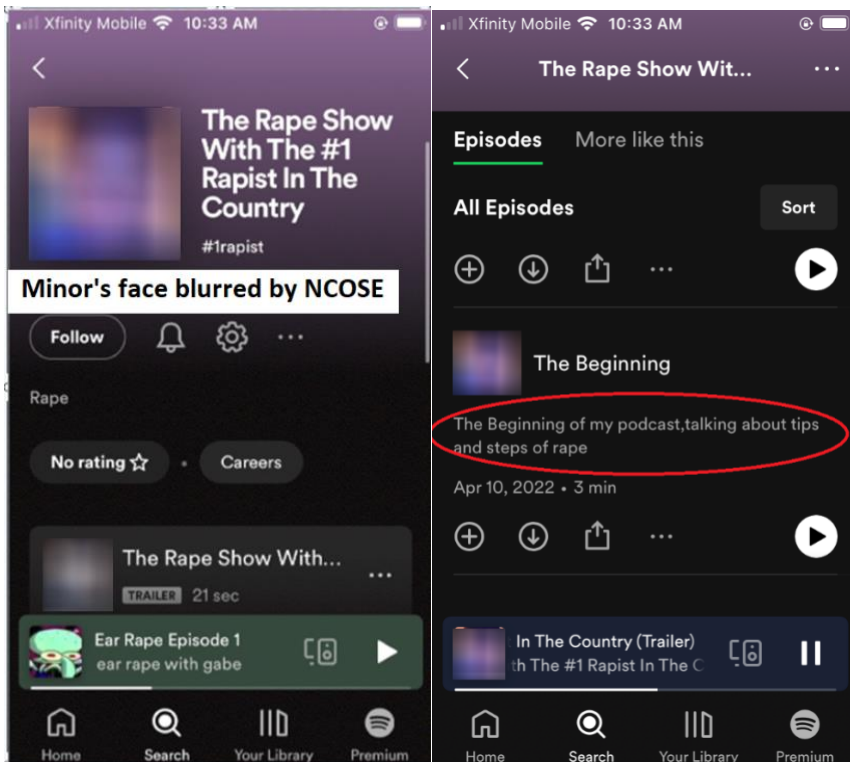 Xfinity Mobile 10:33 AM
The Rape Show
With The #1
Rapist In The
Country
#1rapist
Minor's face blurred by NCOSE
Follow
Rape
No rating
Careers
The Rape Show With...
TRAILER 21 sec
Ear Rape Episode 1
ear rape with gabe
Home Search Your Library Premium
Xfinity Mobile 10:33 AM
The Rape Show Wit...
Episodes More like this
All Episodes Sort
The Beginning
The Beginning of my podcast,talking about tips
and steps of rape
Apr 10, 2022 • 3 min
In The Country (Trailer)
th The #1 Rapist In The C
Home Search Your Library Premium